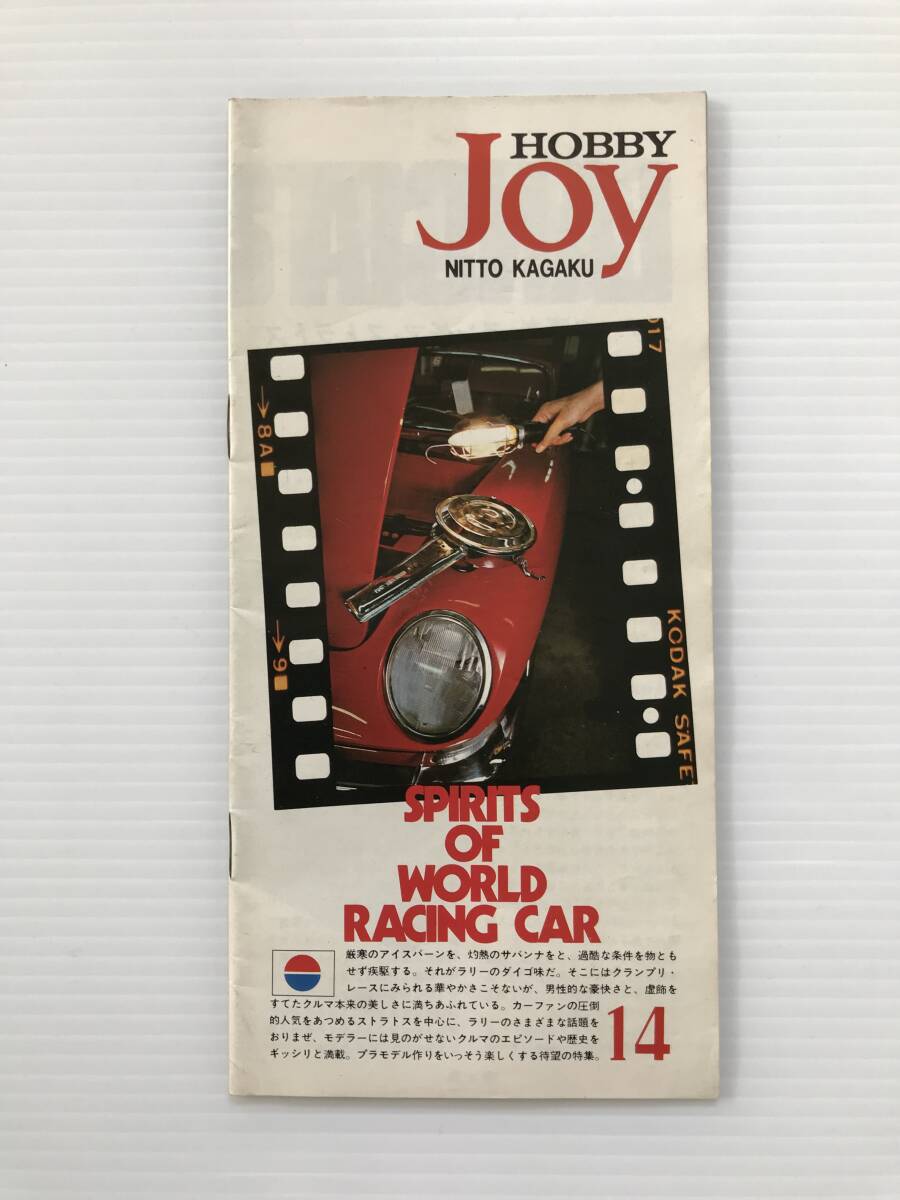 HOBBY
Joy
NITTO KAGAKU
017
→8A
→9
KODAK SAFE
SPIRITS
OF
WORLD
RACING CAR
厳寒のアイスバーンを、灼熱のサバンナをと、過酷な条件を物とも
せず疾駆する。それがラリーのダイゴ味だ。そこにはクランプリ・
レースにみられる華やかさこそないが、男性的な豪快さと、虚飾を
すてたクルマ本来の美しさに満ちあふれている。カーファンの圧倒
的人気をあつめるストラトスを中心に、ラリーのさまざまな話題を
おりまぜ、モデラーには見のがせないクルマのエピソードや歴史を
ギッシリと満載。プラモデル作りをいっそう楽しくする待望の特集。
14